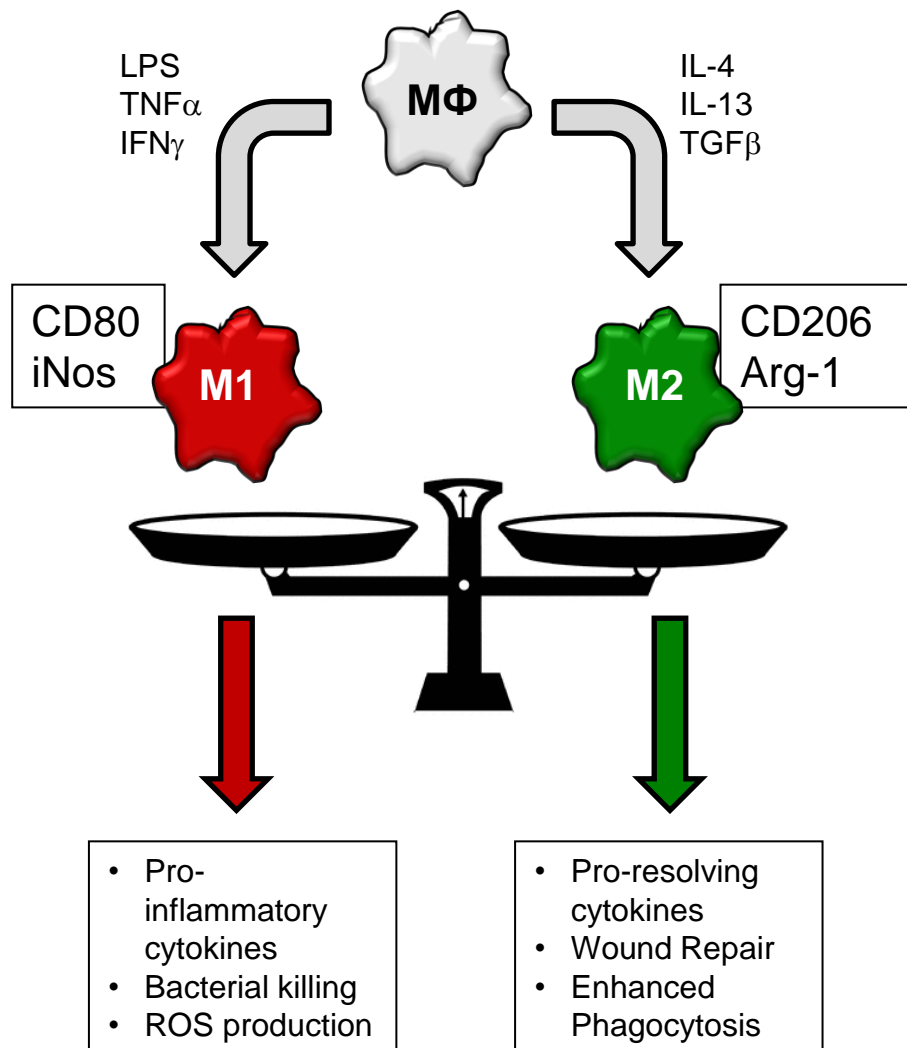 LPS
TNFα
IFNγ
MΦ
IL-4
IL-13
TGFβ
CD80
iNos
M1
M2
CD206
Arg-1
• Pro-
inflammatory
cytokines
• Bacterial killing
• ROS production
• Pro-resolving
cytokines
• Wound Repair
• Enhanced
Phagocytosis